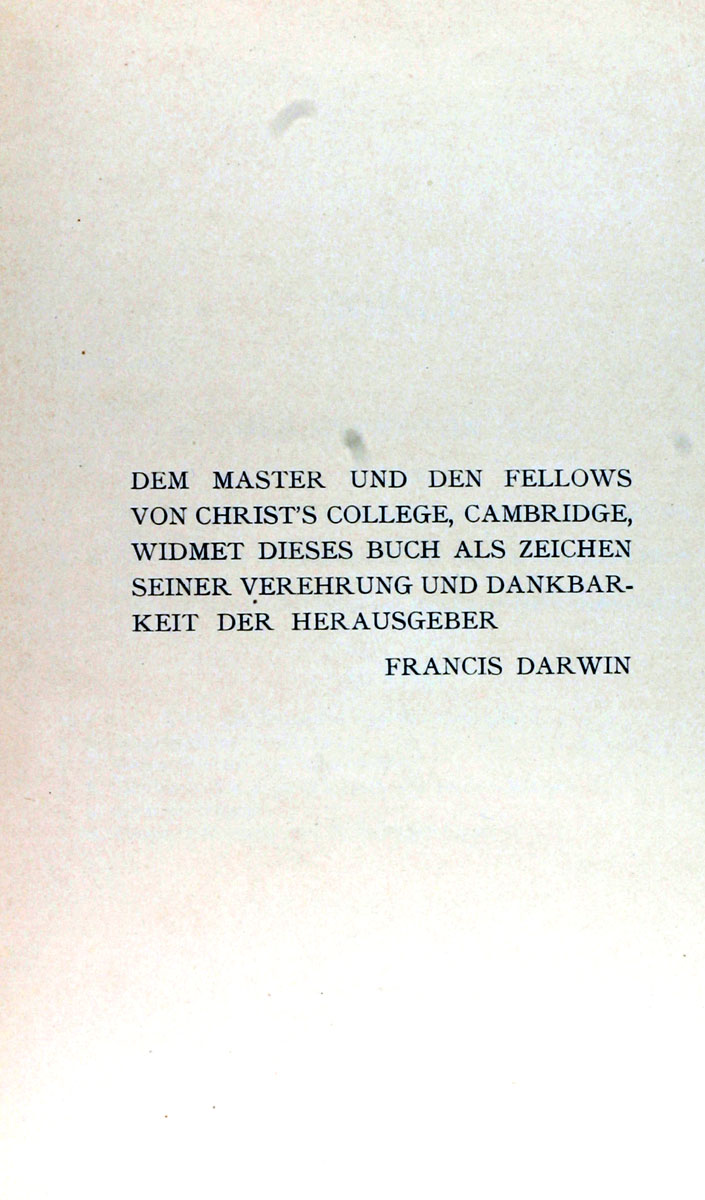 DEM MASTER UND DEN FELLOWS
VON CHRIST'S COLLEGE, CAMBRIDGE,
WIDMET DIESES BUCH ALS ZEICHEN
SEINER VEREHRUNG UND DANKBAR-
KEIT DER HERAUSGEBER
FRANCIS DARWIN